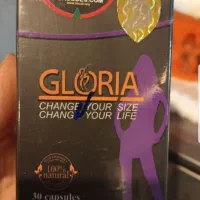 GLORIA
CHANGE YOUR SIZE
CHANGE YOUR LIFE
100%
natural
30 capsules